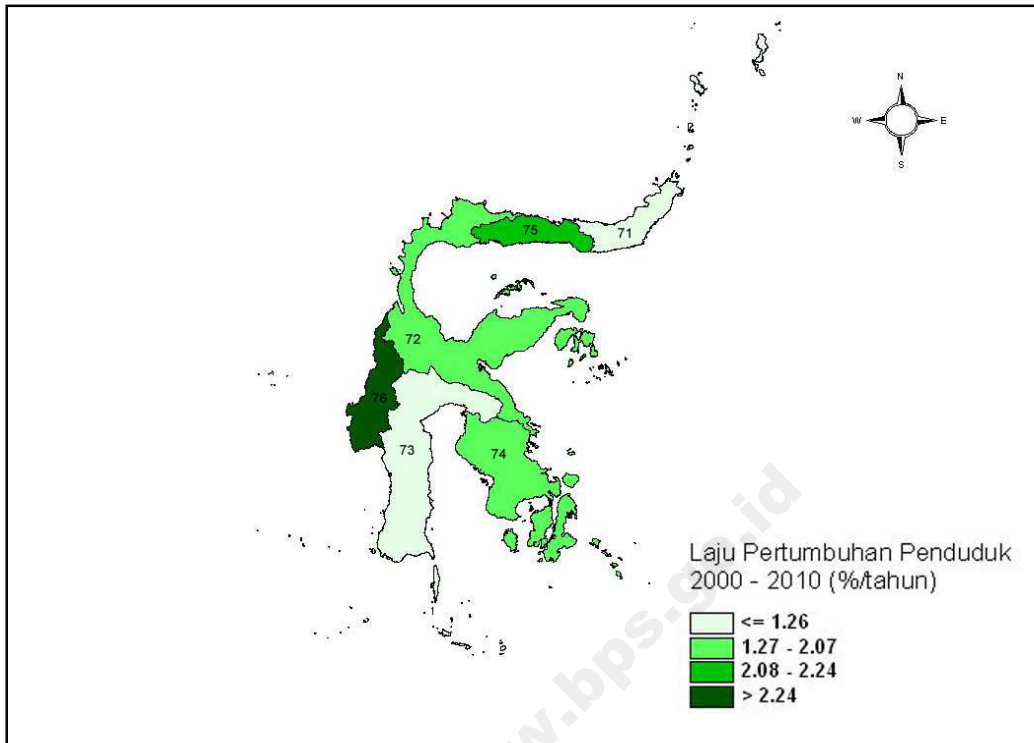 N
W E
S
75
71
72
76
73
74
Laju Pertumbuhan Penduduk
2000 - 2010 (%/tahun)
<= 1.26
1.27 - 2.07
2.08 - 2.24
> 2.24
w.bps.go.id